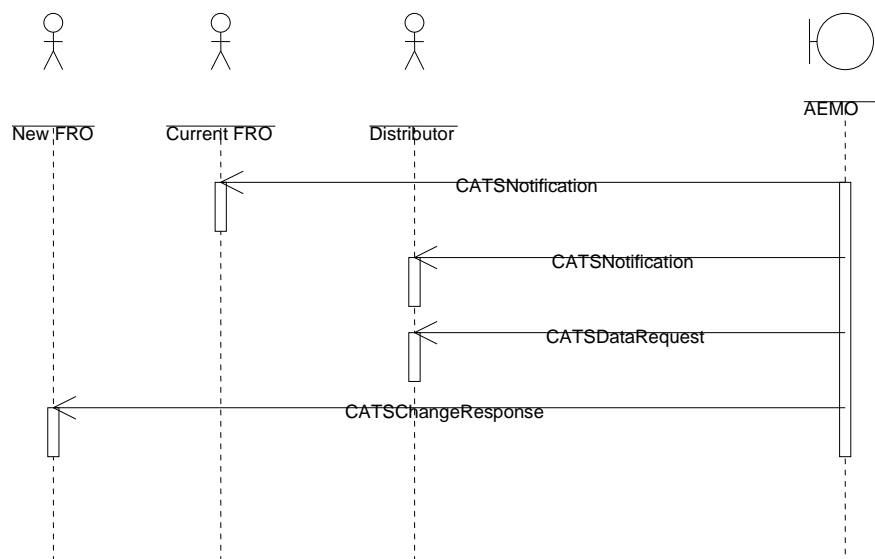 AEMO
New FRO
Current FRO
Distributor
CATSNotification
CATSNotification
CATSDataRequest
CATSChangeResponse